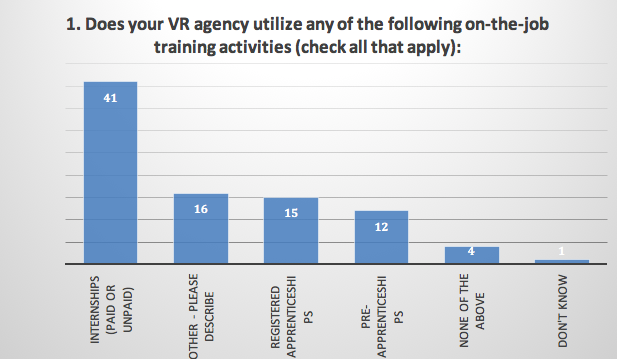 1. Does your VR agency utilize any of the following on-the-job
training activities (check all that apply):
41
16
15
12
4
1
INTERNSHIPS
(PAID OR
UNPAID)
OTHER - PLEASE
DESCRIBE
REGISTERED
APPRENTICESHI
PS
PRE-
APPRENTICESHI
PS
NONE OF THE
ABOVE
DON'T KNOW